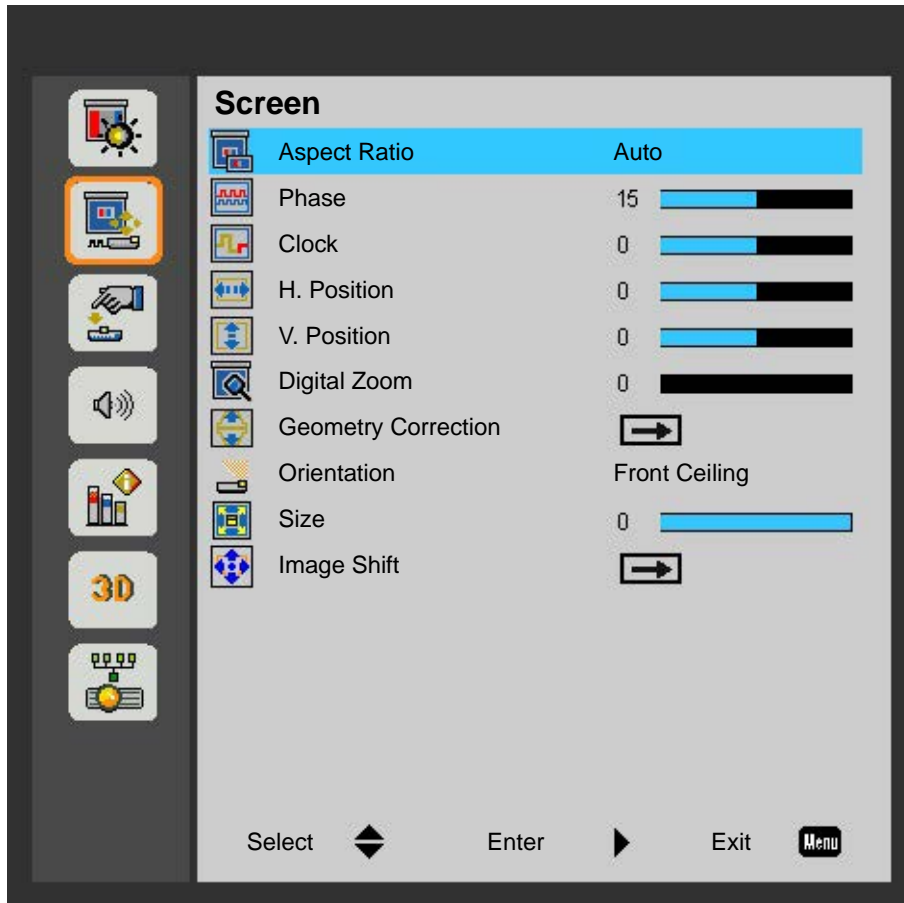 Screen
Aspect Ratio Auto
Phase 15
Clock 0
H. Position 0
V. Position 0
Digital Zoom 0
Geometry Correction
Orientation Front Ceiling
Size 0
Image Shift
3D
Select Enter Exit Menu